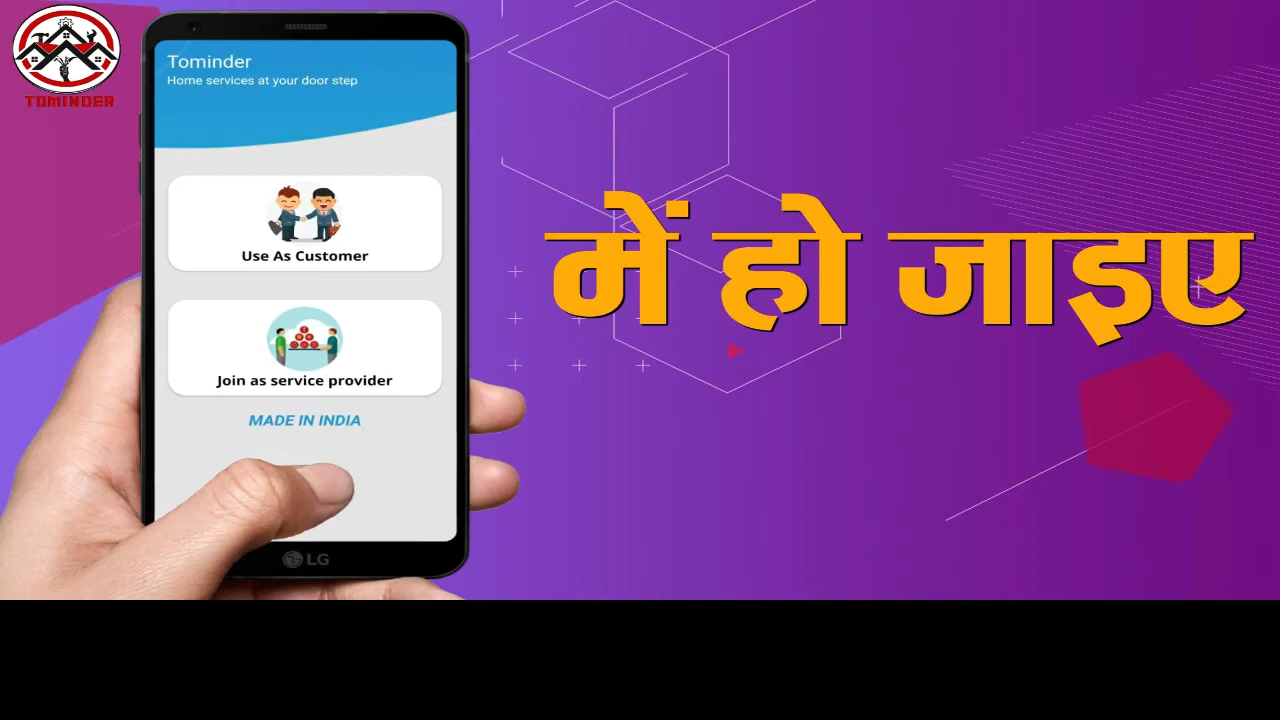 TOMINDER
Tominder
Home services at your door step
Use As Customer
Join as service provider
MADE IN INDIA
LG
में हो जाइए